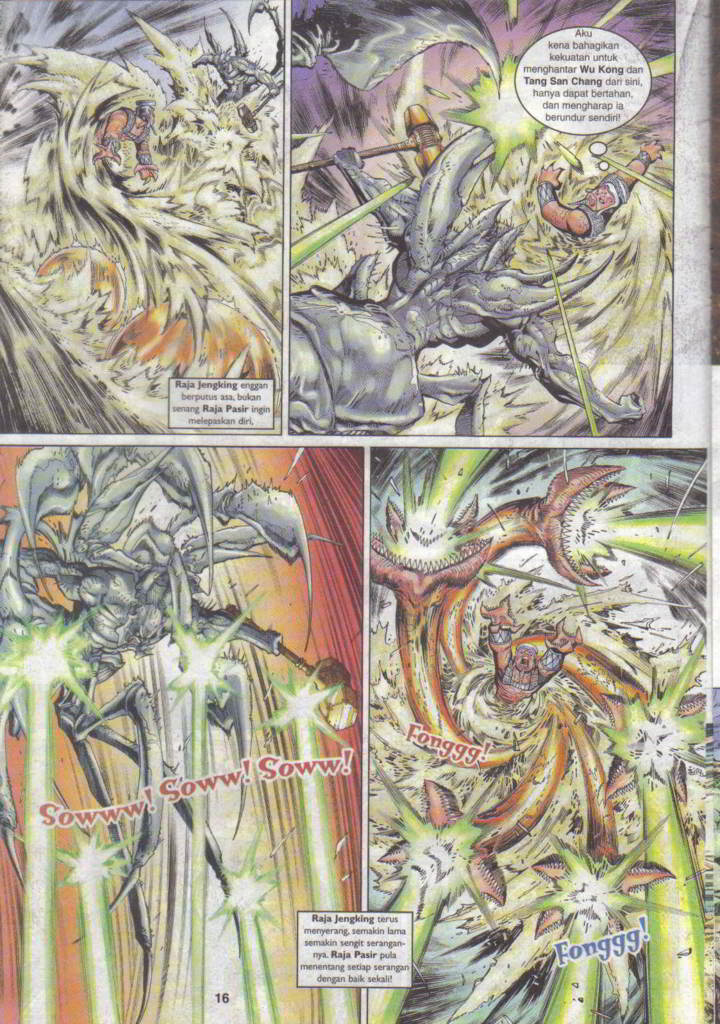 Raja Jengking enggan
berputus asa, bukan
senang Raja Pasir ingin
melepaskan diri,
Aku
kena bahagikan
kekuatan untuk
menghantar Wu Kong dan
Tang San Chang dari sini,
hanya dapat bertahan,
dan mengharap ia
berundur sendiri!
Sowww! Soww! Soww!
Raja Jengking terus
menyerang, semakin lama
semakin sengit serangan-
nya. Raja Pasir pula
menentang setiap serangan
dengan baik sekali!
Fonggg!
Fonggg!
16